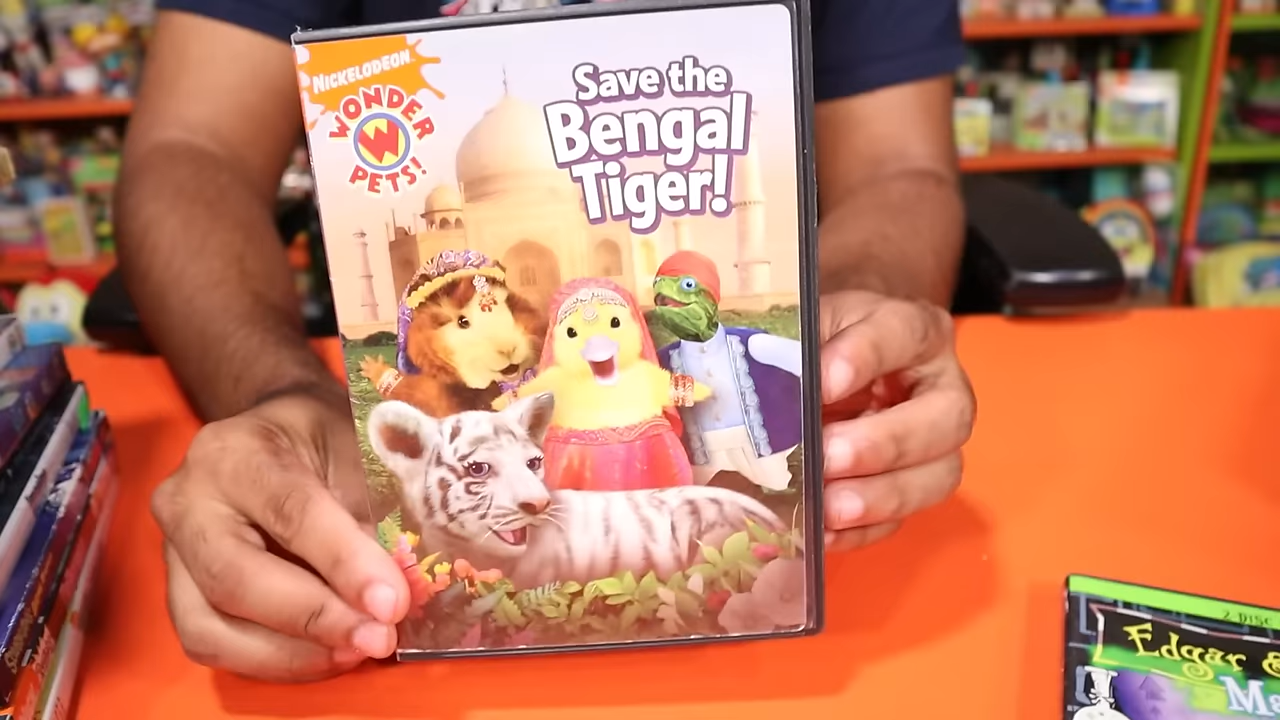 NICKELODEON
WONDER
W
PETS!
Save the
Bengal
Tiger!
2-DISC
Edgar &